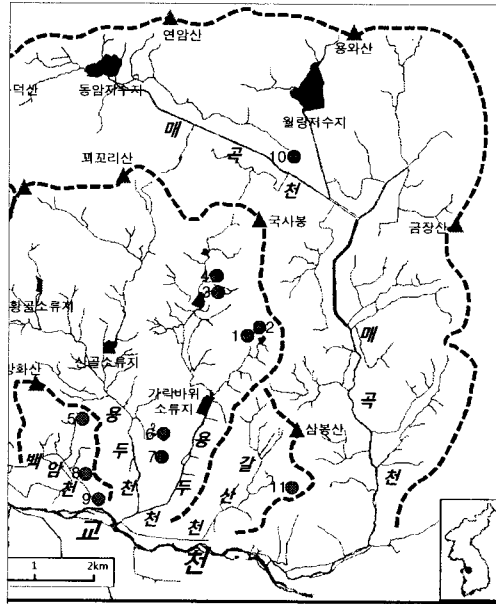 연암산
용와산
덕산
동암저수지
월랑저수지
매곡천
10
꾀꼬리산
국사봉
금장산
4
3
황골소류지
1
2
신골소류지
매곡천
가락바위
소류지
5
용두천
6
7
용두천
갈산천
삼봉산
백암천
8
9
11
교천
1
2km